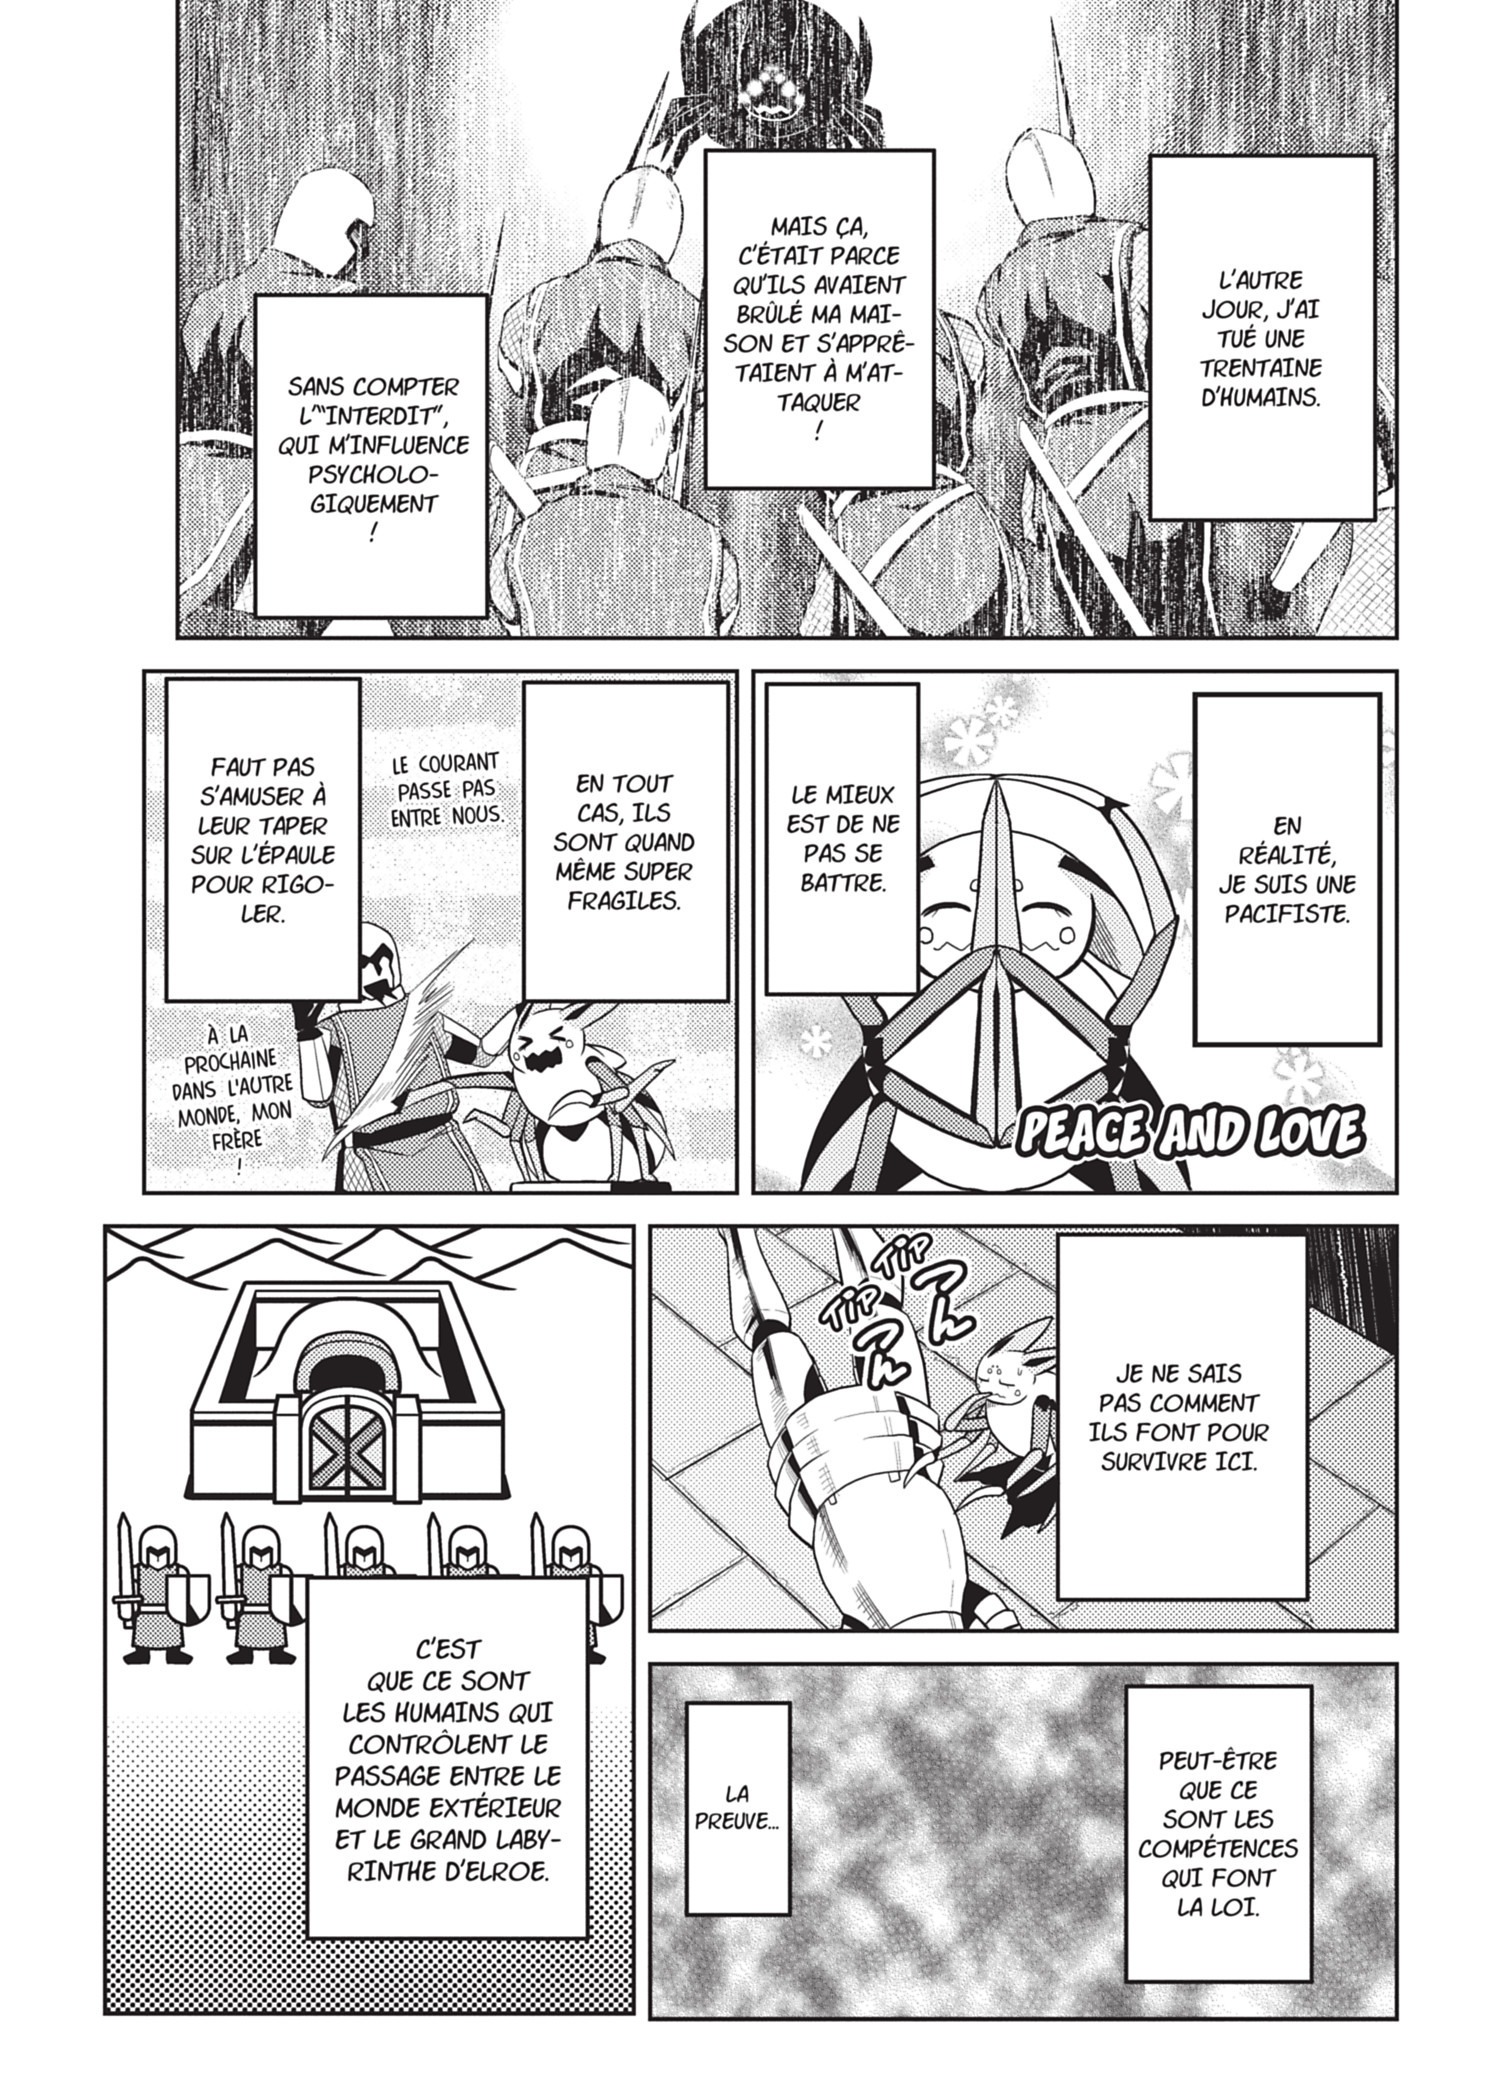 L'AUTRE
JOUR, J'AI
TUÉ UNE
TRENTAINE
D'HUMAINS.
MAIS ÇA,
C'ÉTAIT PARCE
QU'ILS AVAIENT
BRÛLÉ MA MAI-
SON ET S'APPRÊ-
TAIENT À M'AT-
TAQUER
!
SANS COMPTER
L'"INTERDIT",
QUI M'INFLUENCE
PSYCHOLO-
GIQUEMENT
!
EN
RÉALITÉ,
JE SUIS UNE
PACIFISTE.
LE MIEUX
EST DE NE
PAS SE
BATTRE.
PEACE AND LOVE
EN TOUT
CAS, ILS
SONT QUAND
MÊME SUPER
FRAGILES.
LE COURANT
PASSE PAS
ENTRE NOUS.
FAUT PAS
S'AMUSER À
LEUR TAPER
SUR L'ÉPAULE
POUR RIGO-
LER.
À LA
PROCHAINE
DANS L'AUTRE
MONDE, MON
FRÈRE
!
JE NE SAIS
PAS COMMENT
ILS FONT POUR
SURVIVRE ICI.
TIP
つん
TIP
つん
PEUT-ÊTRE
QUE CE
SONT LES
COMPÉTENCES
QUI FONT
LA LOI.
LA
PREUVE...
C'EST
QUE CE SONT
LES HUMAINS QUI
CONTRÔLENT LE
PASSAGE ENTRE LE
MONDE EXTÉRIEUR
ET LE GRAND LABY-
RINTHE D'ELROE.